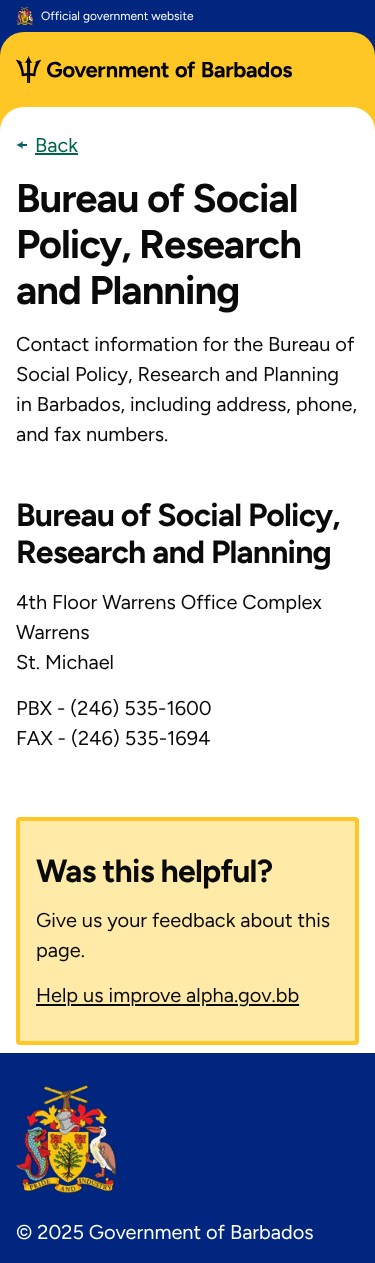 Official government website
Government of Barbados
Back
Bureau of Social
Policy, Research
and Planning
Contact information for the Bureau of
Social Policy, Research and Planning
in Barbados, including address, phone,
and fax numbers.
Bureau of Social Policy,
Research and Planning
4th Floor Warrens Office Complex
Warrens
St. Michael
PBX - (246) 535-1600
FAX - (246) 535-1694
Was this helpful?
Give us your feedback about this
page.
Help us improve alpha.gov.bb
PRIDE AND INDUSTRY
© 2025 Government of Barbados